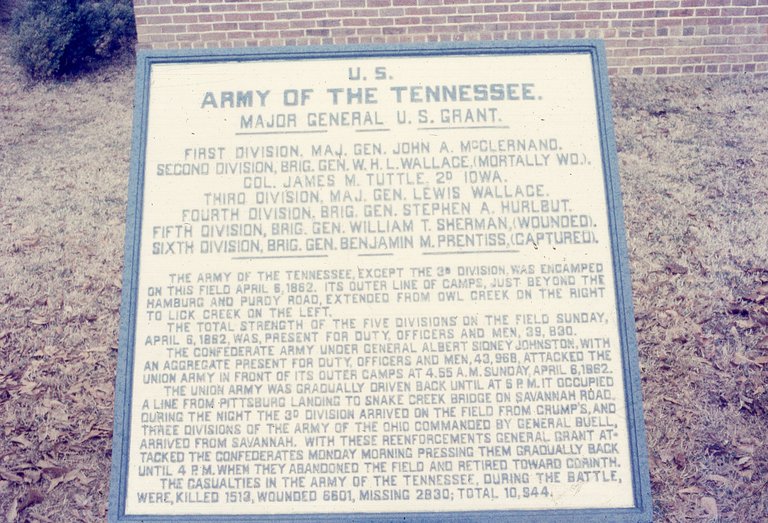 U. S.
ARMY OF THE TENNESSEE.
MAJOR GENERAL U. S. GRANT.
FIRST DIVISION, MAJ. GEN. JOHN A. McCLERNAND.
SECOND DIVISION, BRIG. GEN. W. H. L. WALLACE, (MORTALLY WD.),
COL. JAMES M. TUTTLE, 2D IOWA.
THIRD DIVISION, MAJ. GEN. LEWIS WALLACE.
FOURTH DIVISION, BRIG. GEN. STEPHEN A. HURLBUT.
FIFTH DIVISION, BRIG. GEN. WILLIAM T. SHERMAN, (WOUNDED).
SIXTH DIVISION, BRIG. GEN. BENJAMIN M. PRENTISS, (CAPTURED).
THE ARMY OF THE TENNESSEE, EXCEPT THE 3D DIVISION, WAS ENCAMPED
ON THIS FIELD APRIL 6, 1862. ITS OUTER LINE OF CAMPS, JUST BEYOND THE
HAMBURG AND PURDY ROAD, EXTENDED FROM OWL CREEK ON THE RIGHT
TO LICK CREEK ON THE LEFT.
THE TOTAL STRENGTH OF THE FIVE DIVISIONS ON THE FIELD SUNDAY,
APRIL 6, 1862, WAS, PRESENT FOR DUTY, OFFICERS AND MEN, 39,830.
THE CONFEDERATE ARMY UNDER GENERAL ALBERT SIDNEY JOHNSTON, WITH
AN AGGREGATE PRESENT FOR DUTY, OFFICERS AND MEN, 43,968, ATTACKED THE
UNION ARMY IN FRONT OF ITS OUTER CAMPS AT 4.55 A.M. SUNDAY, APRIL 6, 1862.
THE UNION ARMY WAS GRADUALLY DRIVEN BACK UNTIL AT 6 P.M. IT OCCUPIED
A LINE FROM PITTSBURG LANDING TO SNAKE CREEK BRIDGE ON SAVANNAH ROAD.
DURING THE NIGHT THE 3D DIVISION ARRIVED ON THE FIELD FROM CRUMP'S, AND
THREE DIVISIONS OF THE ARMY OF THE OHIO COMMANDED BY GENERAL BUELL,
ARRIVED FROM SAVANNAH. WITH THESE REENFORCEMENTS GENERAL GRANT AT-
TACKED THE CONFEDERATES MONDAY MORNING PRESSING THEM GRADUALLY BACK
UNTIL 4 P.M. WHEN THEY ABANDONED THE FIELD AND RETIRED TOWARD CORINTH.
THE CASUALTIES IN THE ARMY OF THE TENNESSEE, DURING THE BATTLE,
WERE, KILLED 1513, WOUNDED 6601, MISSING 2830; TOTAL 10,944.